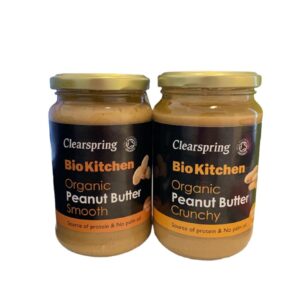 Clearspring
Bio Kitchen
Organic
Peanut Butter
Smooth
Source of protein & No palm oil
Clearspring
Bio Kitchen
Organic
Peanut Butter
Crunchy
Source of protein & No palm oil